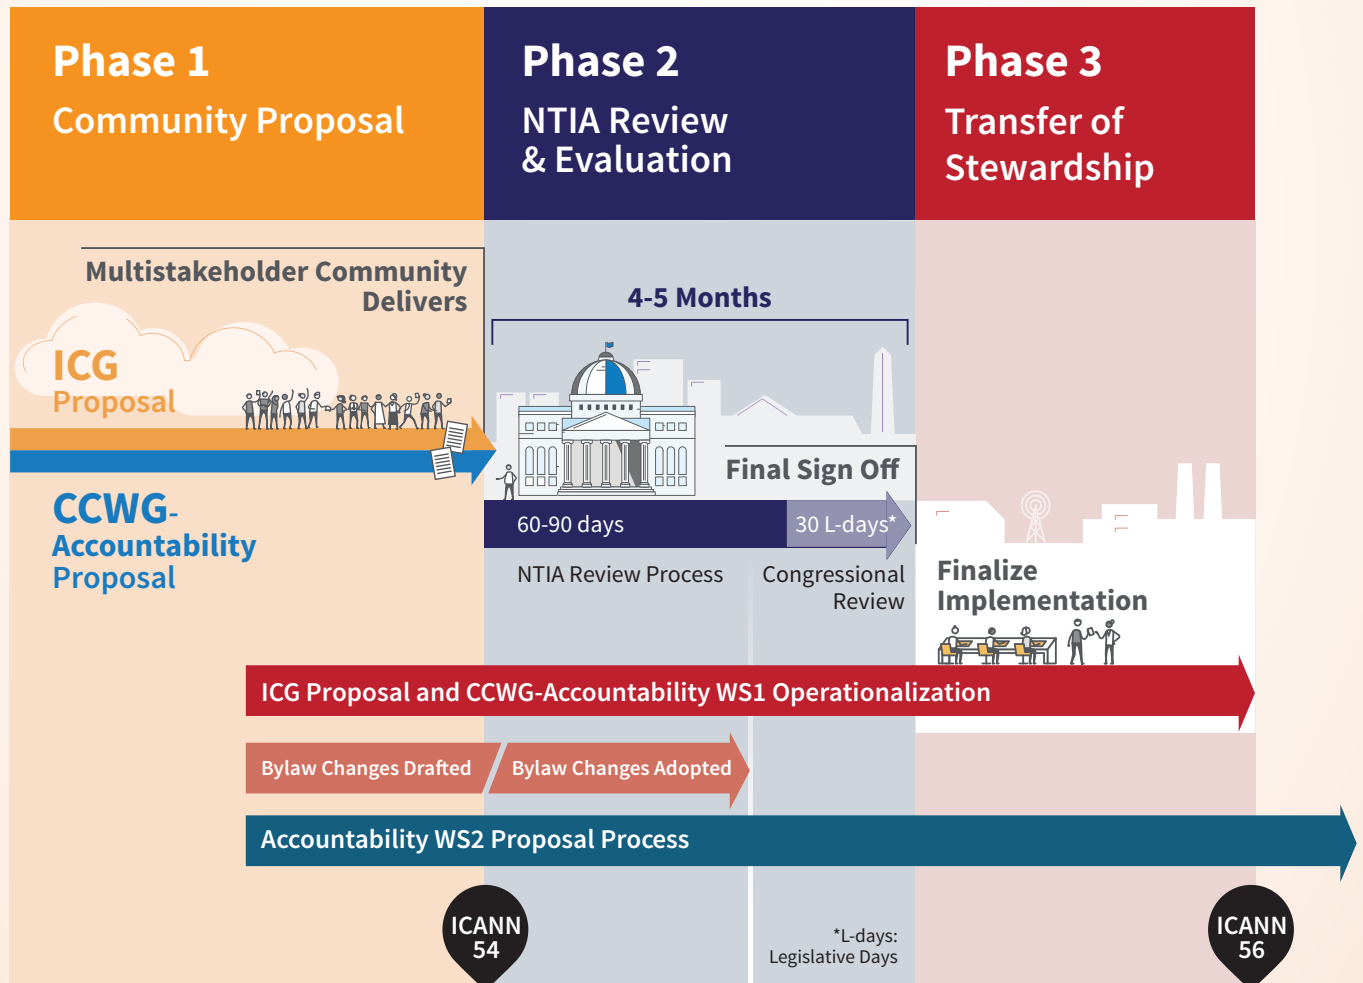 Phase 1
Community Proposal
Phase 2
NTIA Review
& Evaluation
Phase 3
Transfer of
Stewardship
Multistakeholder Community
Delivers
ICG
Proposal
CCWG-
Accountability
Proposal
4-5 Months
Final Sign Off
60-90 days
30 L-days*
NTIA Review Process
Congressional
Review
Finalize
Implementation
ICG Proposal and CCWG-Accountability WS1 Operationalization
Bylaw Changes Drafted
Bylaw Changes Adopted
Accountability WS2 Proposal Process
ICANN
54
*L-days:
Legislative Days
ICANN
56